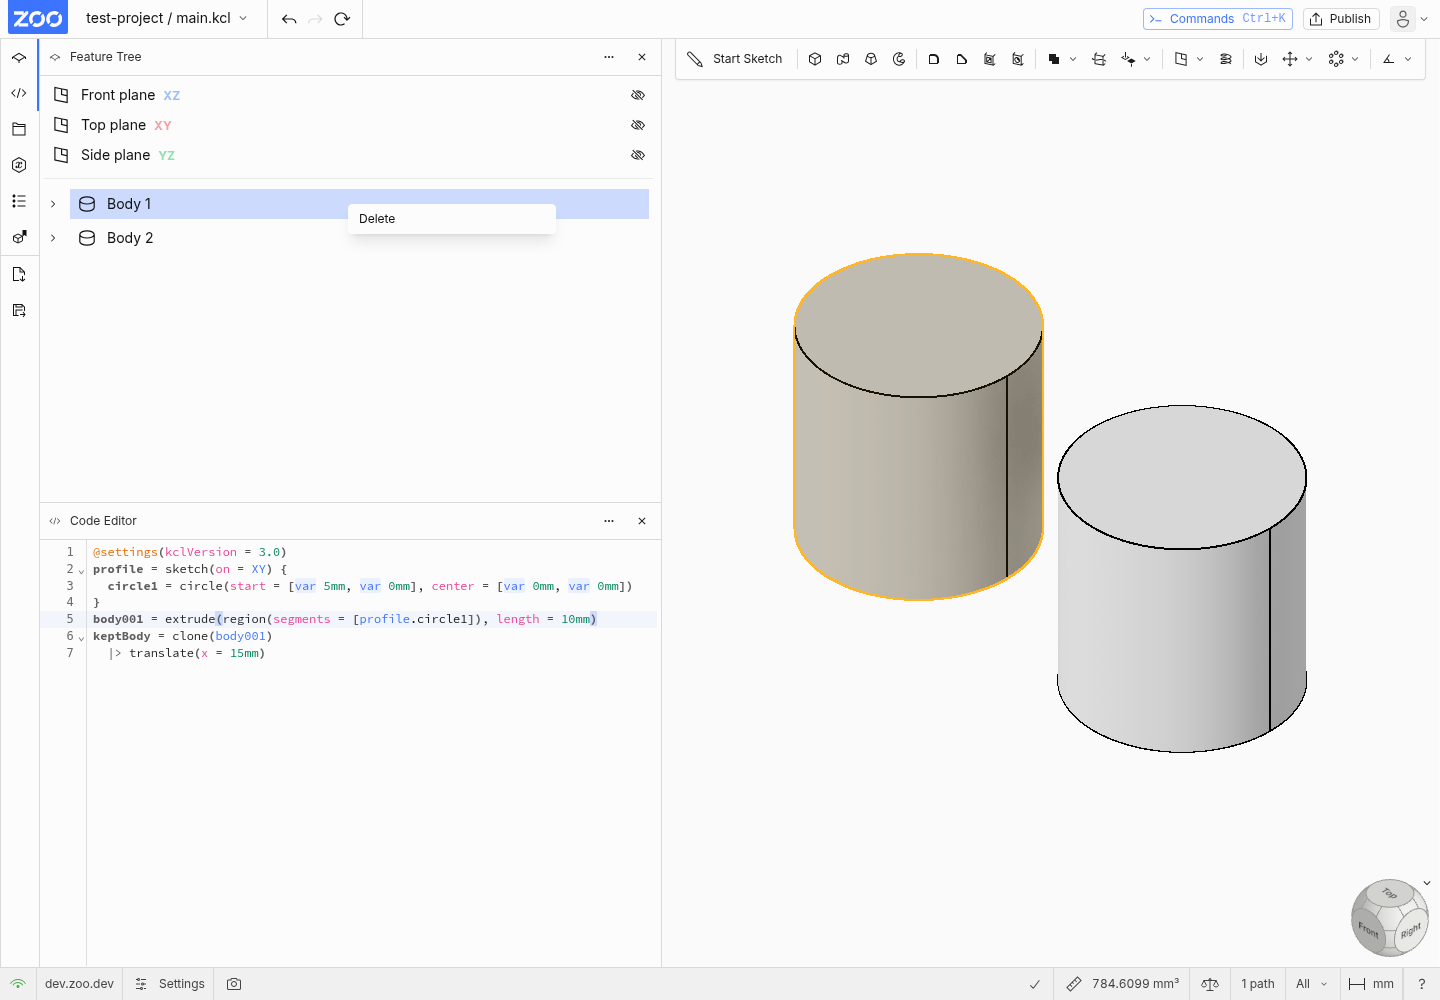 ZOO
test-project / main.kcl
Commands Ctrl+K
Publish
Feature Tree
Start Sketch
Front plane XZ
Top plane XY
Side plane YZ
Body 1
Delete
Body 2
Code Editor
1 @settings(kclVersion = 3.0)
2 profile = sketch(on = XY) {
3 circle1 = circle(start = [var 5mm, var 0mm], center = [var 0mm, var 0mm])
4 }
5 body001 = extrude(region(segments = [profile.circle1]), length = 10mm)
6 keptBody = clone(body001)
7 |> translate(x = 15mm)
Top
Front
Right
dev.zoo.dev
Settings
784.6099 mm³
1 path
All
mm
?